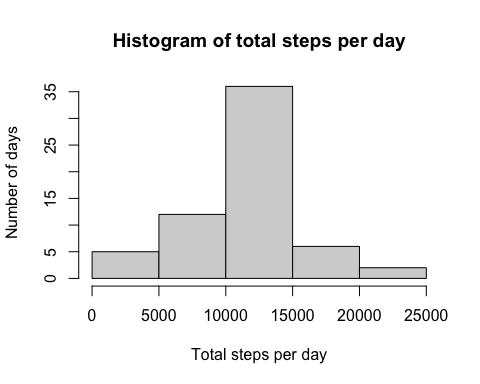 Histogram of total steps per day
Number of days
35
25
15
5
0
0 5000 10000 15000 20000 25000
Total steps per day